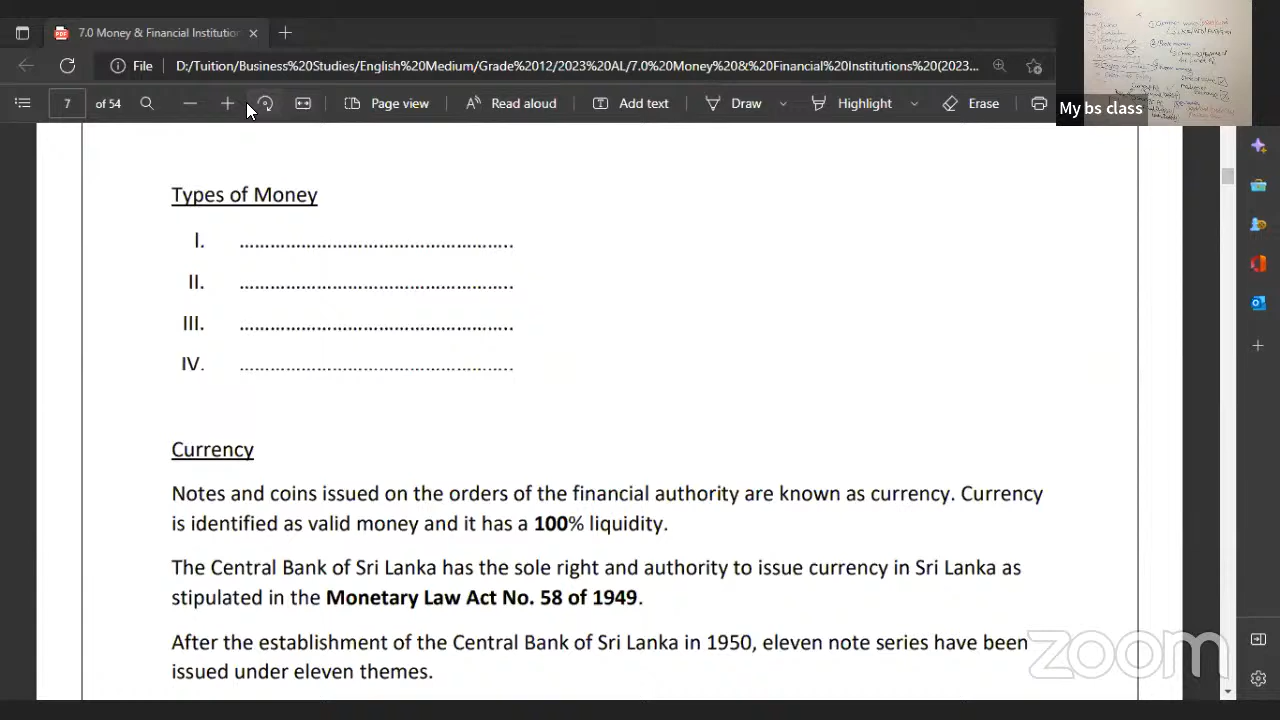 7.0 Money & Financial Institution
File
D:/Tuition/Business%20Studies/English%20Medium/Grade%2012/2023%20AL/7.0%20Money%20&%20Financial%20Institutions%20(2023...
7 of 54
Page view
Read aloud
Add text
Draw
Highlight
Erase
My bs class
Types of Money
I. ……………………………………………..
II. ……………………………………………..
III. ……………………………………………..
IV. ……………………………………………..
Currency
Notes and coins issued on the orders of the financial authority are known as currency. Currency
is identified as valid money and it has a 100% liquidity.
The Central Bank of Sri Lanka has the sole right and authority to issue currency in Sri Lanka as
stipulated in the Monetary Law Act No. 58 of 1949.
After the establishment of the Central Bank of Sri Lanka in 1950, eleven note series have been
issued under eleven themes.
zoom